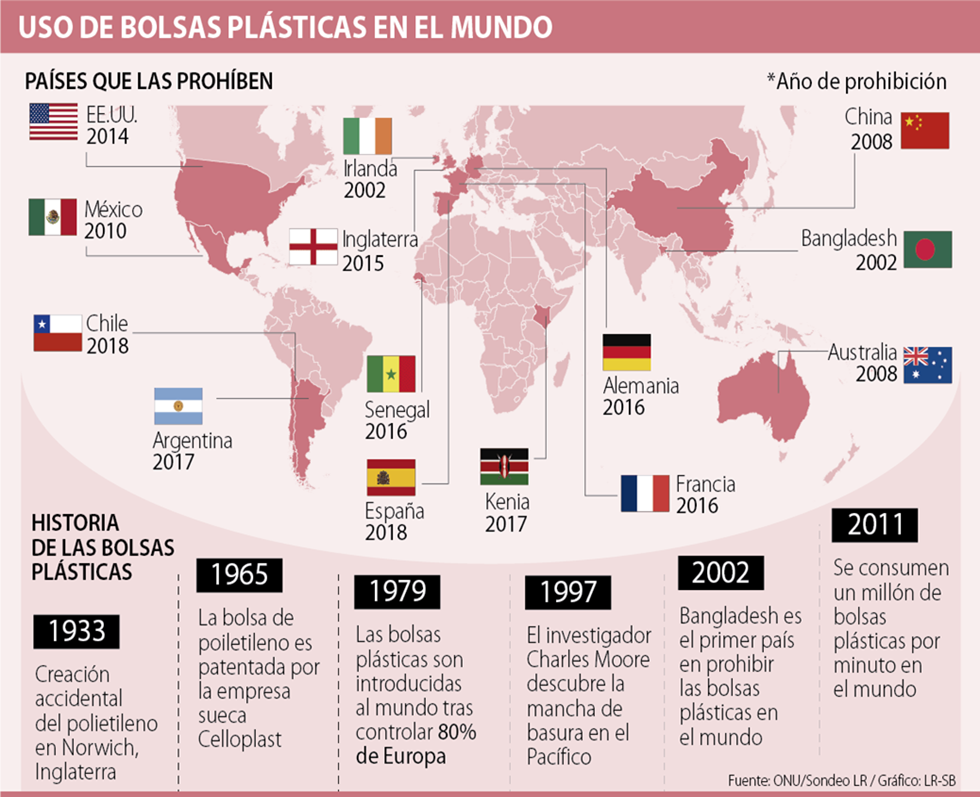 USO DE BOLSAS PLÁSTICAS EN EL MUNDO
PAÍSES QUE LAS PROHÍBEN
*Año de prohibición
EE.UU.
2014
México
2010
Irlanda
2002
Inglaterra
2015
China
2008
Bangladesh
2002
Chile
2018
Argentina
2017
Senegal
2016
España
2018
Kenia
2017
Alemania
2016
Francia
2016
Australia
2008
HISTORIA
DE LAS BOLSAS
PLÁSTICAS
1933
Creación
accidental
del polietileno
en Norwich,
Inglaterra
1965
La bolsa de
poiletileno es
patentada por
la empresa
sueca
Celloplast
1979
Las bolsas
plásticas son
introducidas
al mundo tras
controlar 80%
de Europa
1997
El investigador
Charles Moore
descubre la
mancha de
basura en el
Pacífico
2002
Bangladesh es
el primer país
en prohibir
las bolsas
plásticas en
el mundo
2011
Se consumen
un millón de
bolsas
plásticas por
minuto en
el mundo
Fuente: ONU/Sondeo LR / Gráfico: LR-SB